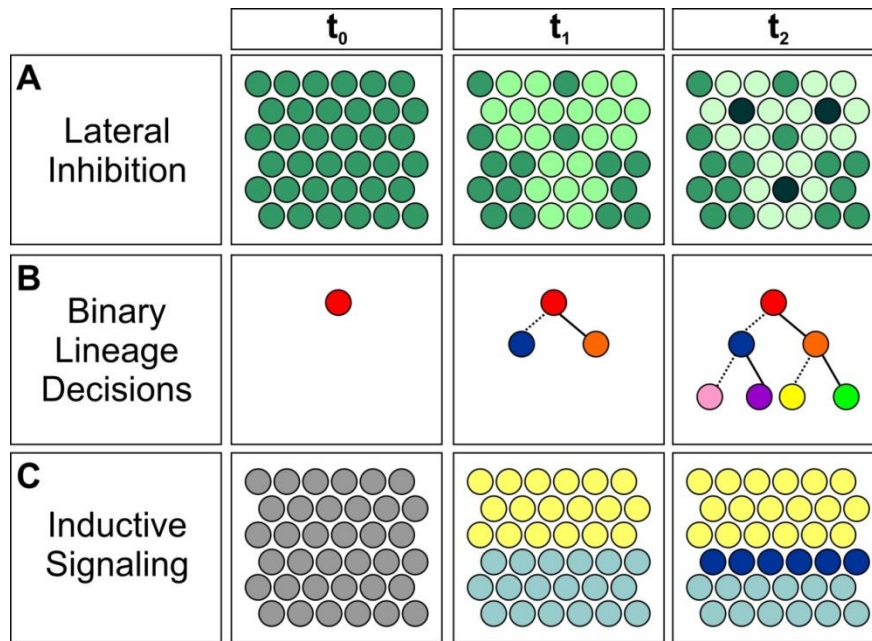 t₀ t₁ t₂
A
Lateral
Inhibition
B
Binary
Lineage
Decisions
C
Inductive
Signaling